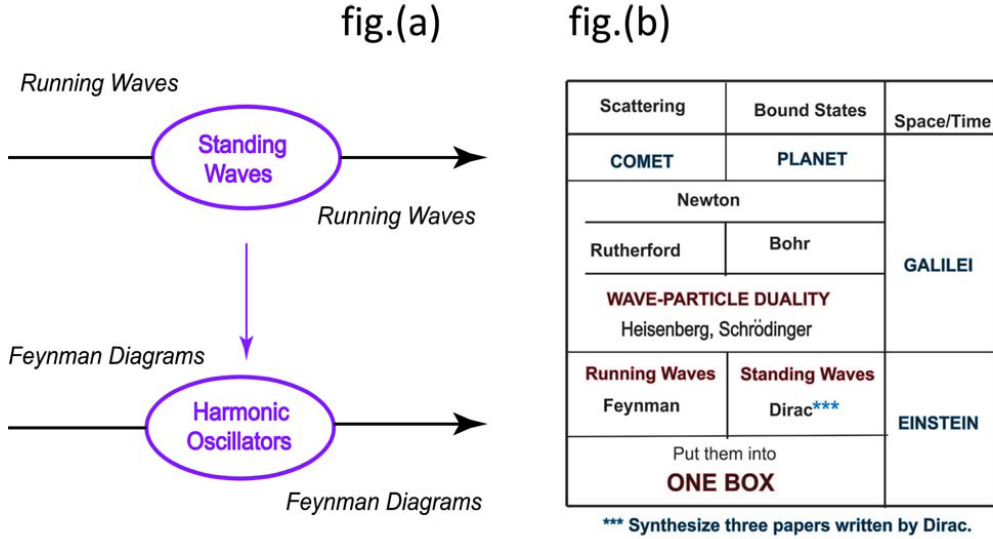 fig.(a)
fig.(b)
Running Waves
Standing
Waves
Running Waves
Feynman Diagrams
Harmonic
Oscillators
Feynman Diagrams
Scattering
Bound States
Space/Time
COMET
PLANET
Newton
Rutherford
Bohr
GALILEI
WAVE-PARTICLE DUALITY
Heisenberg, Schrödinger
Running Waves
Standing Waves
Feynman
Dirac***
EINSTEIN
Put them into
ONE BOX
*** Synthesize three papers written by Dirac.